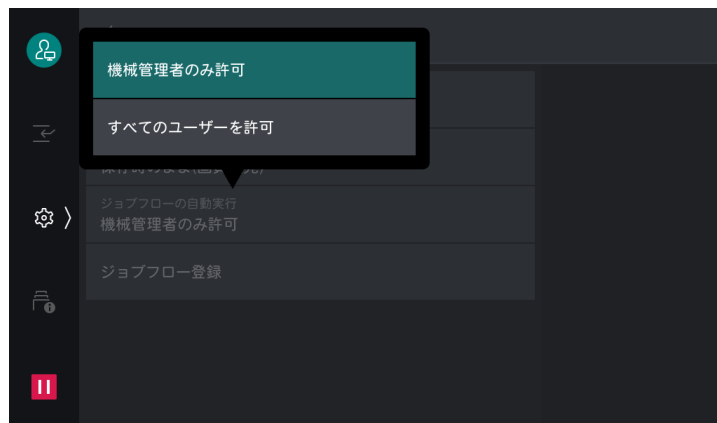 機械管理者のみ許可
すべてのユーザーを許可
ジョブフローの自動実行
機械管理者のみ許可
ジョブフロー登録